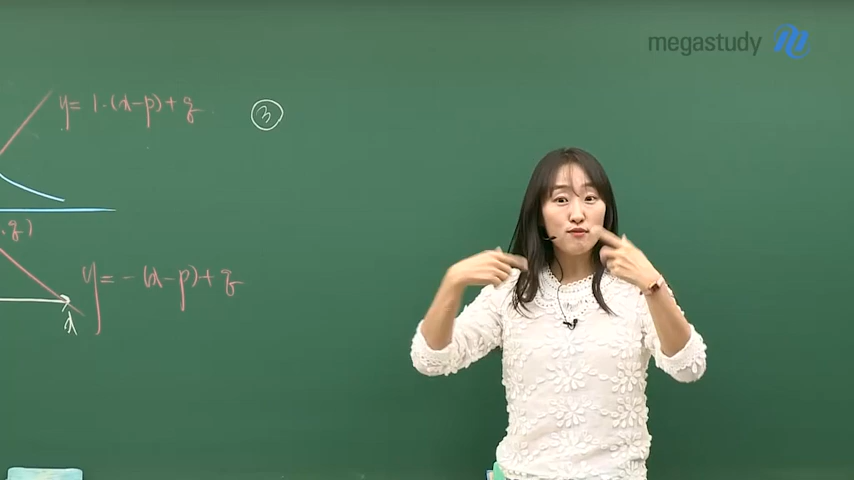 megastudy
y= 1·(x-p)+q
③
,q)
y= -(x-p)+q
x